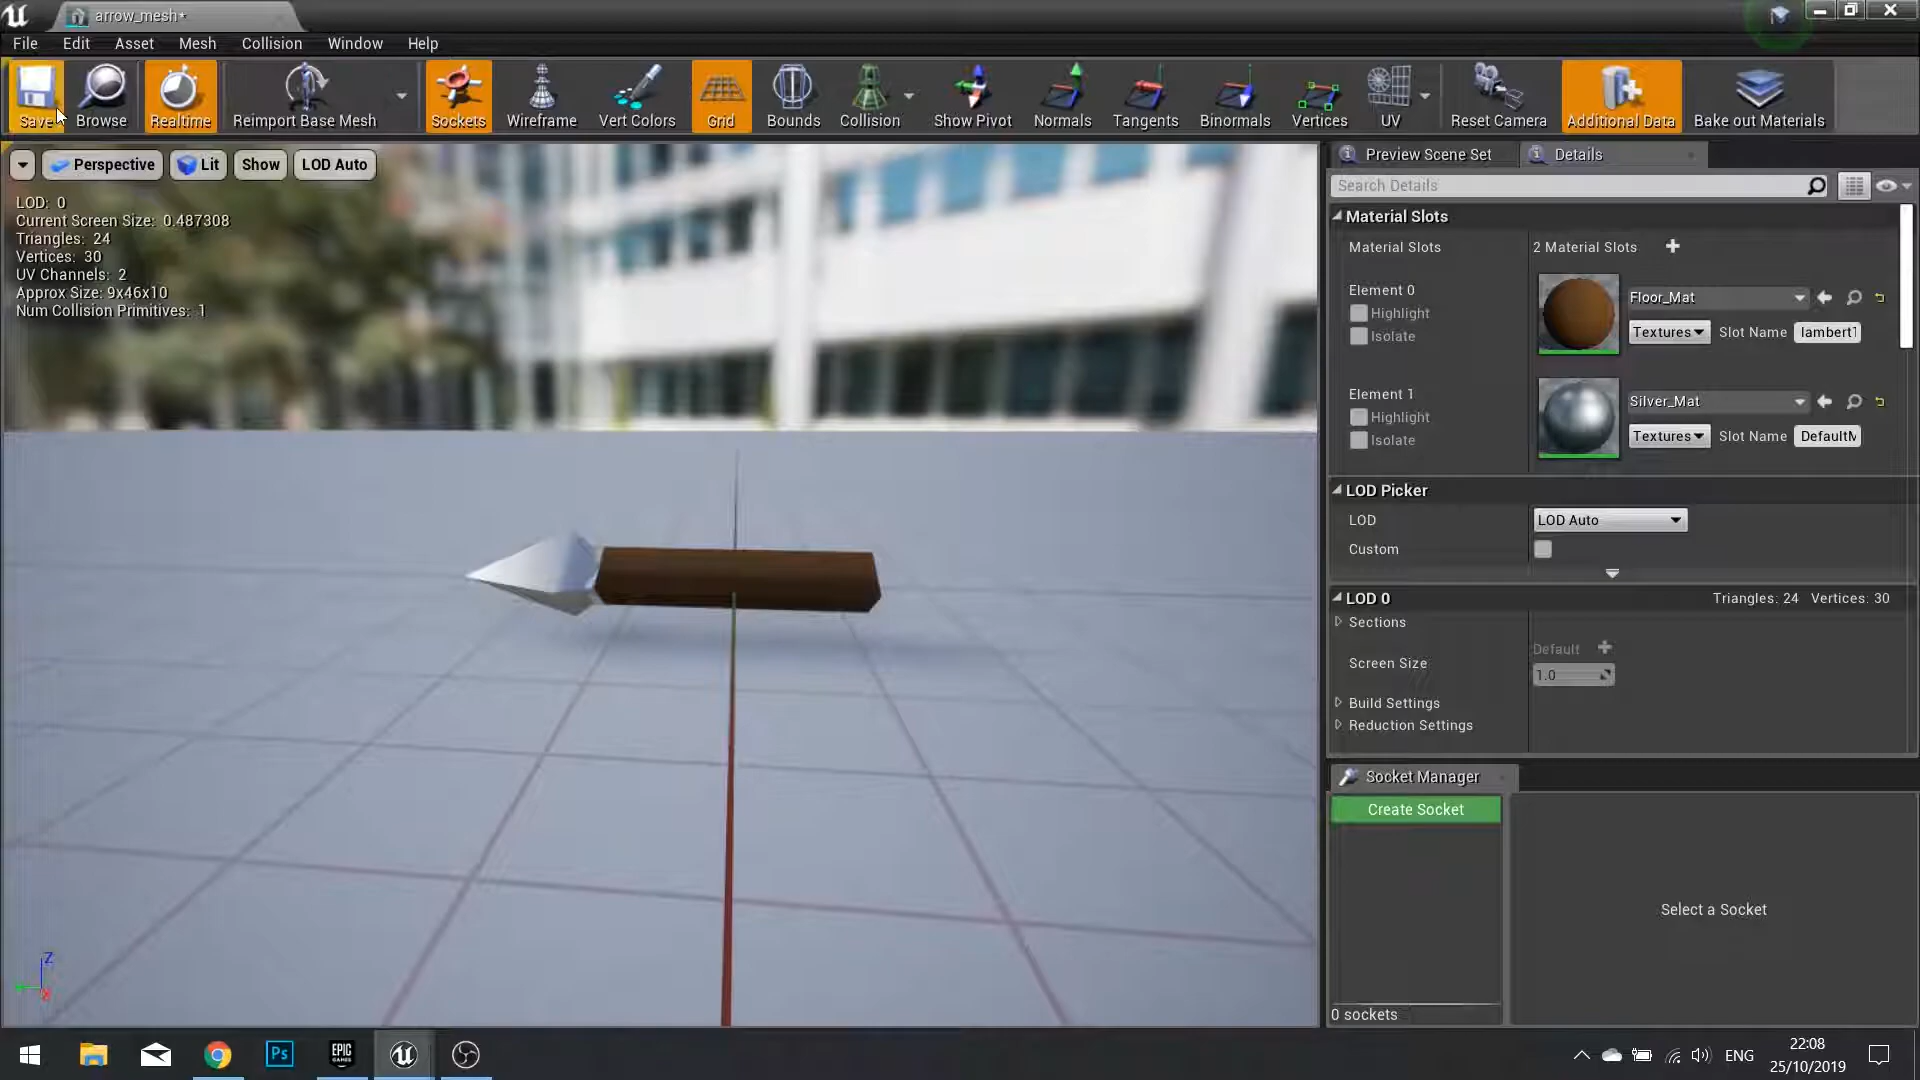 arrow_mesh*
File Edit Asset Mesh Collision Window Help
Save Browse Realtime Reimport Base Mesh Sockets Wireframe Vert Colors Grid Bounds Collision Show Pivot Normals Tangents Binormals Vertices UV Reset Camera Additional Data Bake out Materials
Perspective Lit Show LOD Auto
LOD: 0
Current Screen Size: 0.487308
Triangles: 24
Vertices: 30
UV Channels: 2
Approx Size: 9x46x10
Num Collision Primitives: 1
Z
Preview Scene Set Details
Search Details
Material Slots
Material Slots 2 Material Slots
Element 0
Highlight
Isolate
Floor_Mat
Textures Slot Name lambert1
Element 1
Highlight
Isolate
Silver_Mat
Textures Slot Name DefaultM
LOD Picker
LOD LOD Auto
Custom
LOD 0 Triangles: 24 Vertices: 30
Sections
Default
Screen Size
1.0
Build Settings
Reduction Settings
Socket Manager
Create Socket
Select a Socket
0 sockets
Ps
EPIC
GAMES
ENG
22:08
25/10/2019